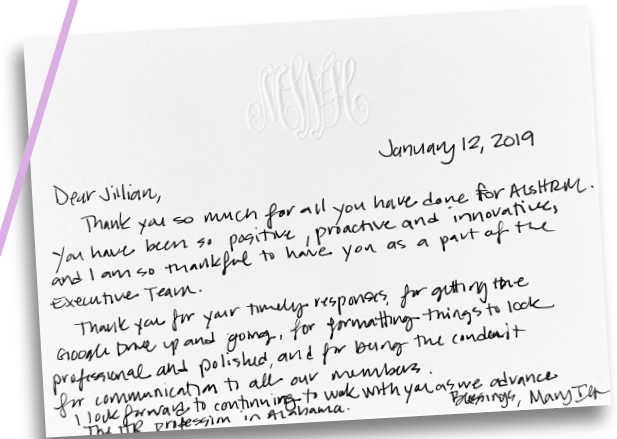 January 12, 2019
Dear Jillian,
Thank you so much for all you have done for ALSHRM.
You have been so positive, proactive and innovative,
and I am so thankful to have you as a part of the
Executive Team.
Thank you for your timely responses, for getting the
Google Drive up and going, for formatting things to look
professional and polished, and for being the conduit
for communication to all our members.
I look forward to continuing to work with you as we advance
The HR profession in Alabama.
Blessings, Mary